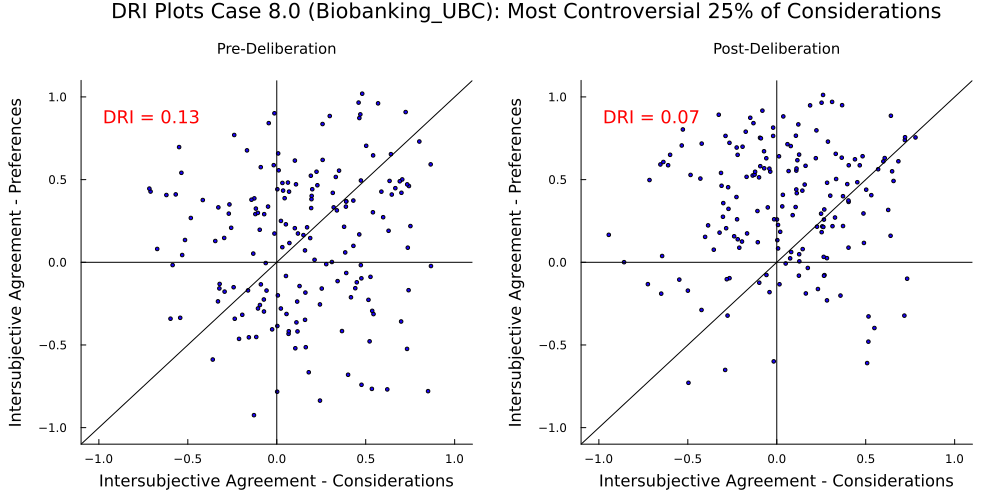 DRI Plots Case 8.0 (Biobanking_UBC): Most Controversial 25% of Considerations
Pre-Deliberation
Intersubjective Agreement - Preferences
1.0
0.5
0.0
−0.5
−1.0
DRI = 0.13
−1.0 −0.5 0.0 0.5 1.0
Intersubjective Agreement - Considerations
Post-Deliberation
Intersubjective Agreement - Preferences
1.0
0.5
0.0
−0.5
−1.0
DRI = 0.07
−1.0 −0.5 0.0 0.5 1.0
Intersubjective Agreement - Considerations